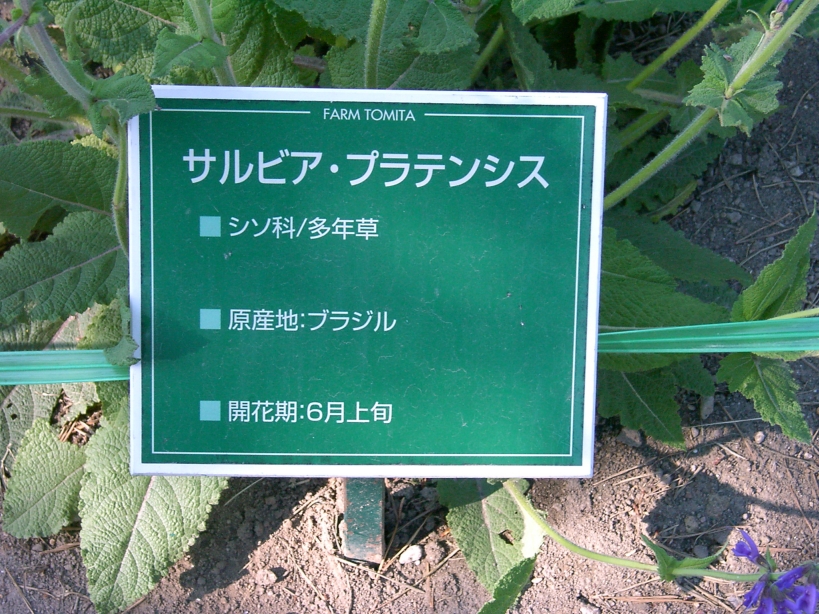 FARM TOMITA
サルビア・プラテンシス
シソ科/多年草
原産地:ブラジル
開花期:6月上旬